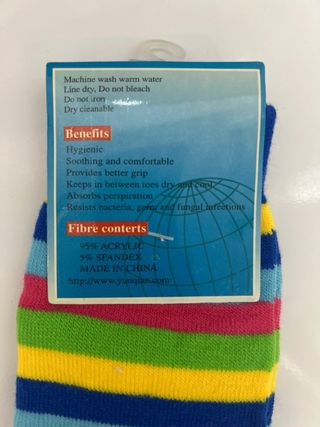 Machine wash warm water
Line dry, Do not bleach
Do not iron
Dry cleanable
Benefits
Hygienic
Soothing and comfortable
Provides better grip
Keeps in between toes dry and cool
Absorbs perspiration
Resists bacteria, germ and fungal infections
Fibre conterts
95% ACRYLIC
5% SPANDEX
MADE IN CHINA
http://www.yunqian.com